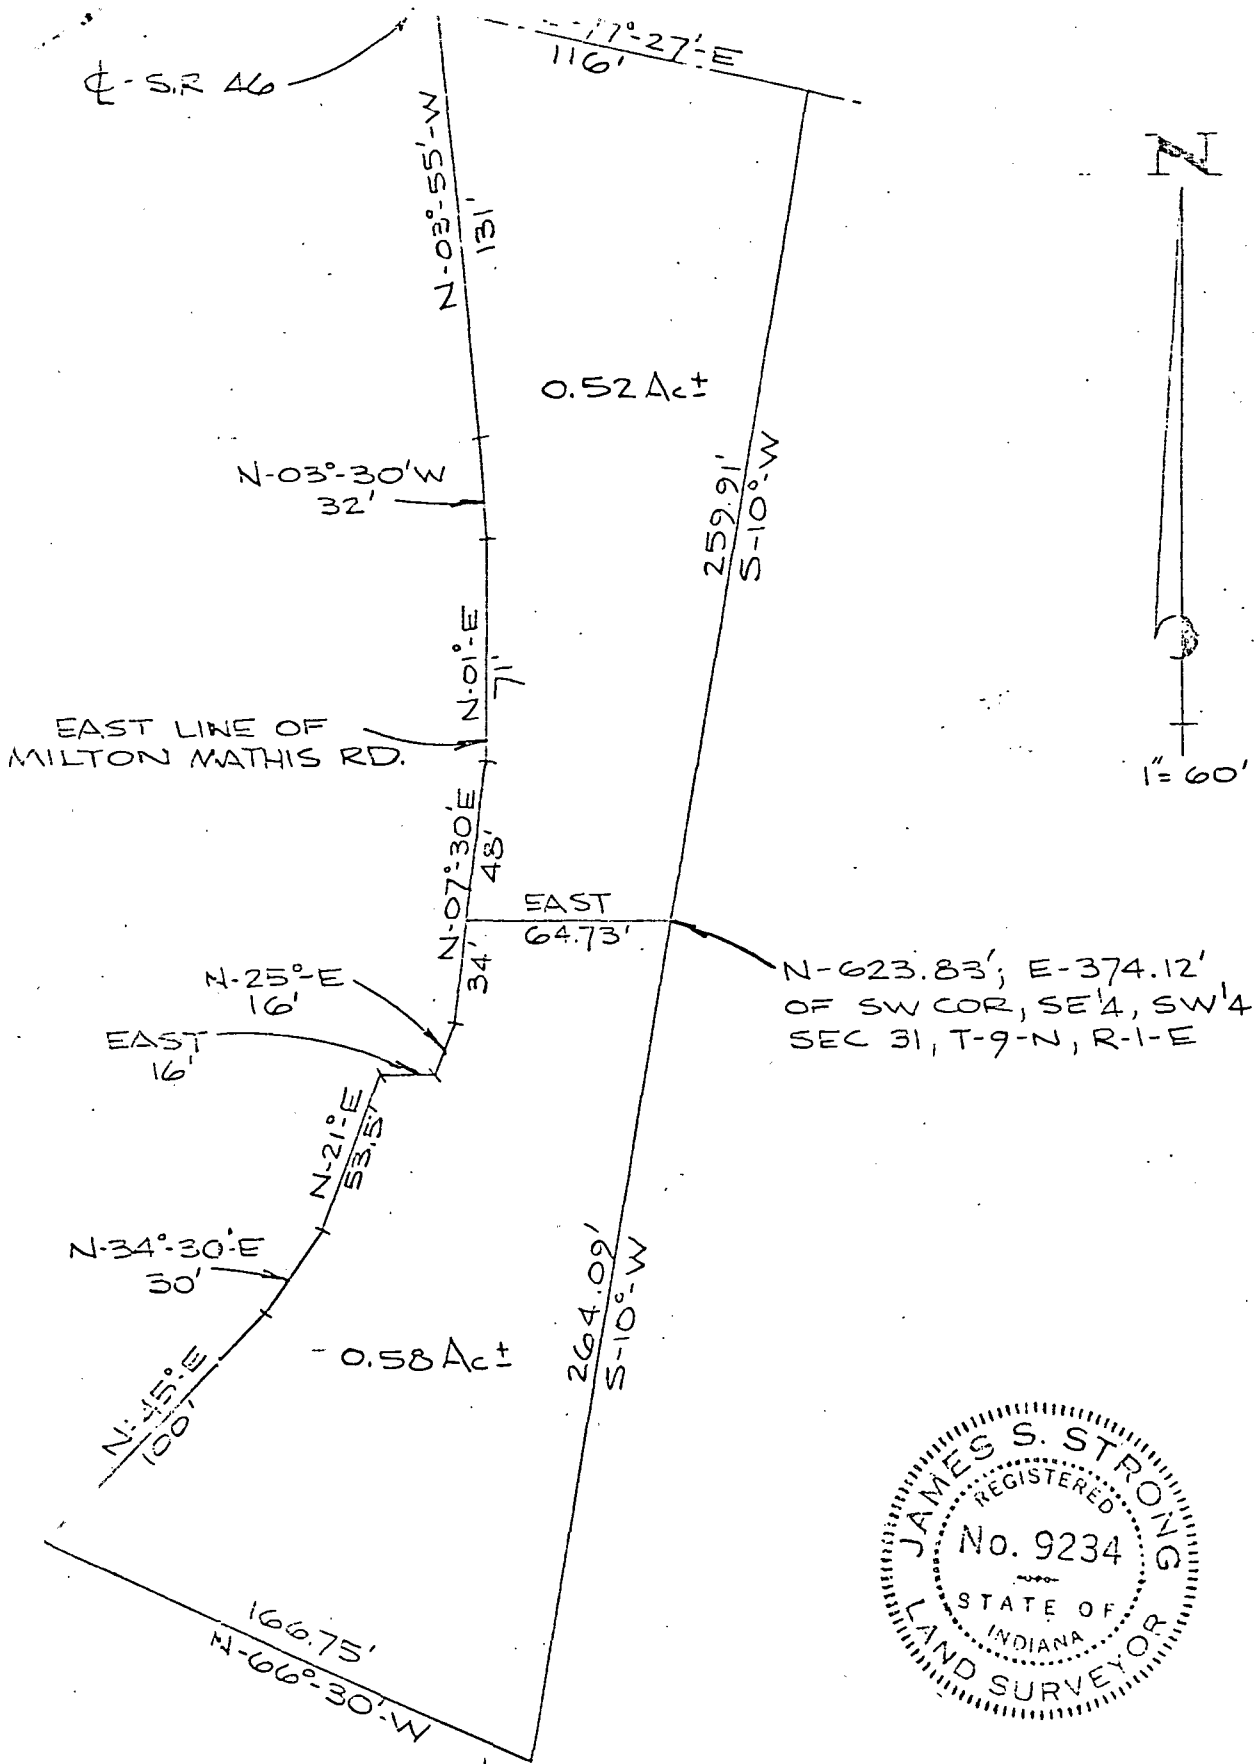 ℄-S.R 46
77°-27'-E
116'
N-03°-55'-W
131'
N
0.52 Ac±
N-03°-30'W
32'
259.91'
S-10°-W
N-01°-E
71'
EAST LINE OF
MILTON MATHIS RD.
1"=60'
N-07°-30'E
48'
EAST
64.73'
34'
N-623.83'; E-374.12'
OF SW COR, SE'4, SW'4
SEC 31, T-9-N, R-1-E
N-25°-E
16'
EAST
16'
N-21°-E
53.5'
N-34°-30'-E
30'
264.09'
S-10°-W
0.58 Ac±
N-45°-E
100'
166.75'
N-66°-30'-W
JAMES S. STRONG
REGISTERED
No. 9234
STATE OF
INDIANA
LAND SURVEYOR